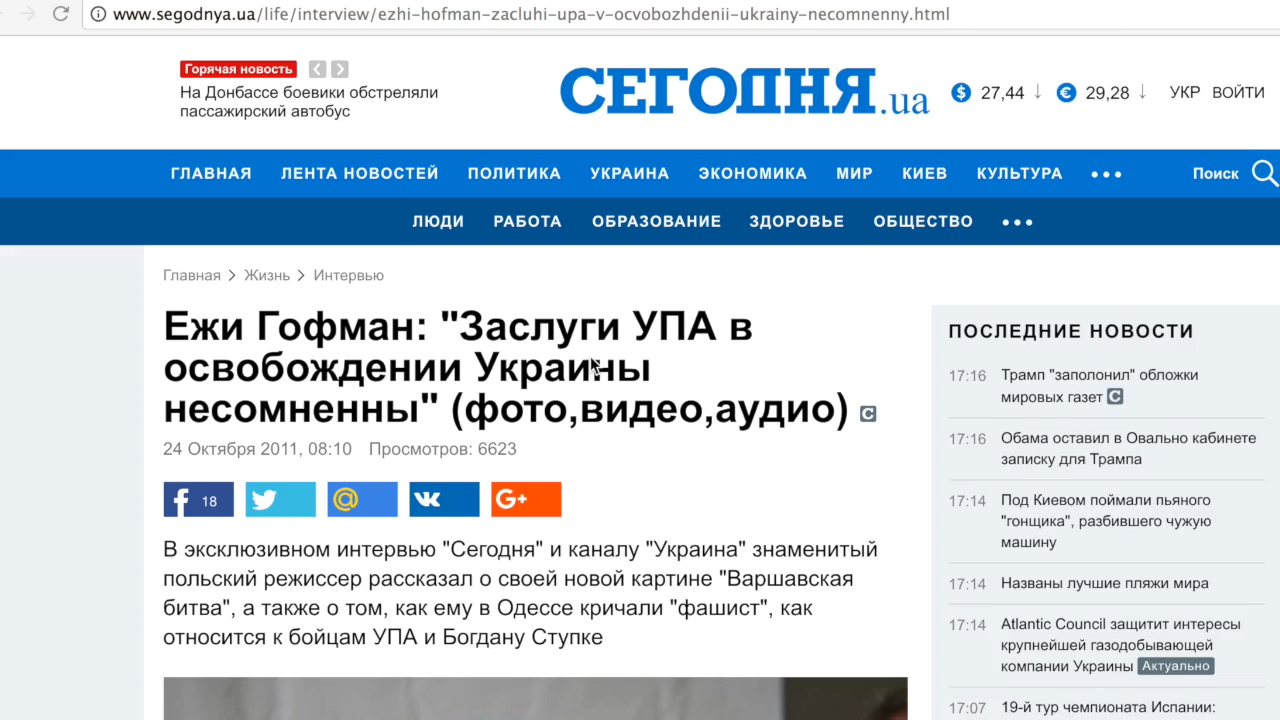 www.segodnya.ua/life/interview/ezhi-hofman-zacluhi-upa-v-ocvobozhdenii-ukrainy-necomnenny.html
Горячая новость
На Донбассе боевики обстреляли
пассажирский автобус
СЕГОДНЯ.ua
$ 27,44 ↓ € 29,28 ↓ УКР ВОЙТИ
ГЛАВНАЯ ЛЕНТА НОВОСТЕЙ ПОЛИТИКА УКРАИНА ЭКОНОМИКА МИР КИЕВ КУЛЬТУРА ••• Поиск
ЛЮДИ РАБОТА ОБРАЗОВАНИЕ ЗДОРОВЬЕ ОБЩЕСТВО •••
Главная > Жизнь > Интервью
Ежи Гофман: "Заслуги УПА в
освобождении Украины
несомненны" (фото,видео,аудио) C
24 Октября 2011, 08:10 Просмотров: 6623
f 18 @ G+
В эксклюзивном интервью "Сегодня" и каналу "Украина" знаменитый
польский режиссер рассказал о своей новой картине "Варшавская
битва", а также о том, как ему в Одессе кричали "фашист", как
относится к бойцам УПА и Богдану Ступке
ПОСЛЕДНИЕ НОВОСТИ
17:16 Трамп "заполонил" обложки
мировых газет C
17:16 Обама оставил в Овально кабинете
записку для Трампа
17:14 Под Киевом поймали пьяного
"гонщика", разбившего чужую
машину
17:14 Названы лучшие пляжи мира
17:14 Atlantic Council защитит интересы
крупнейшей газодобывающей
компании Украины Актуально
17:07 19-й тур чемпионата Испании: